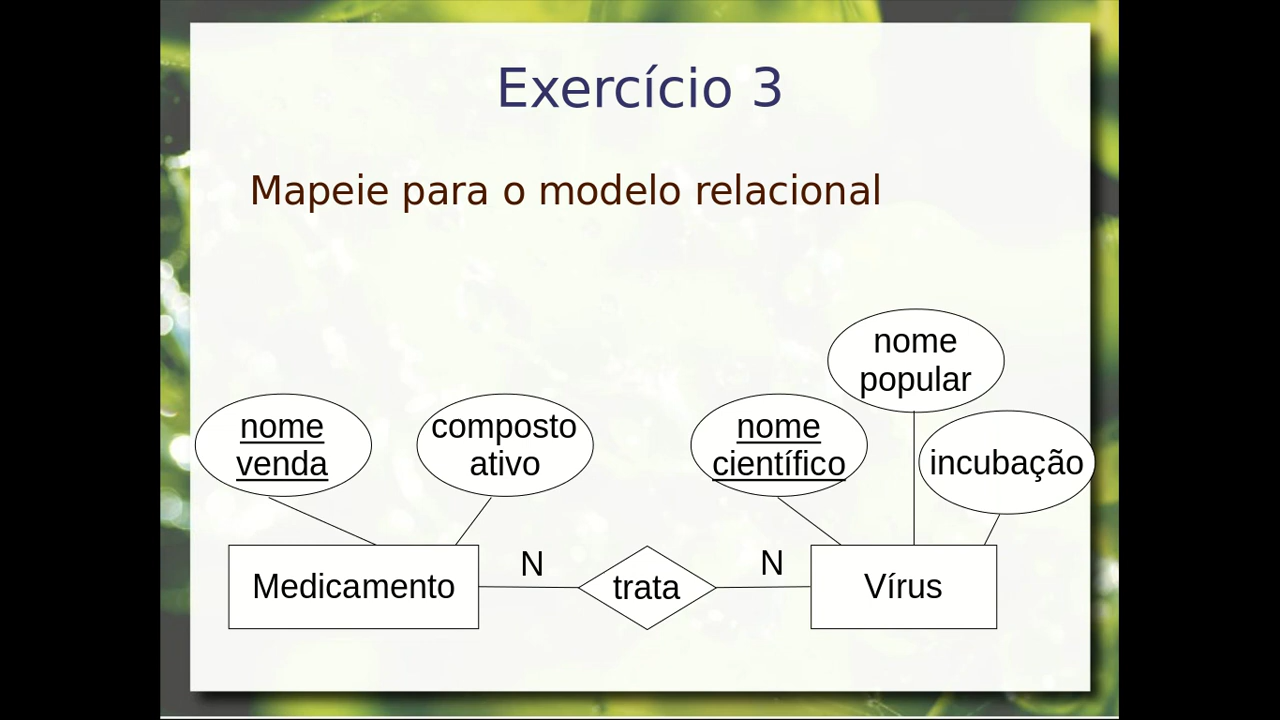 Exercício 3
Mapeie para o modelo relacional
nome
popular
nome
venda
composto
ativo
nome
científico
incubação
N
N
Medicamento
trata
Vírus